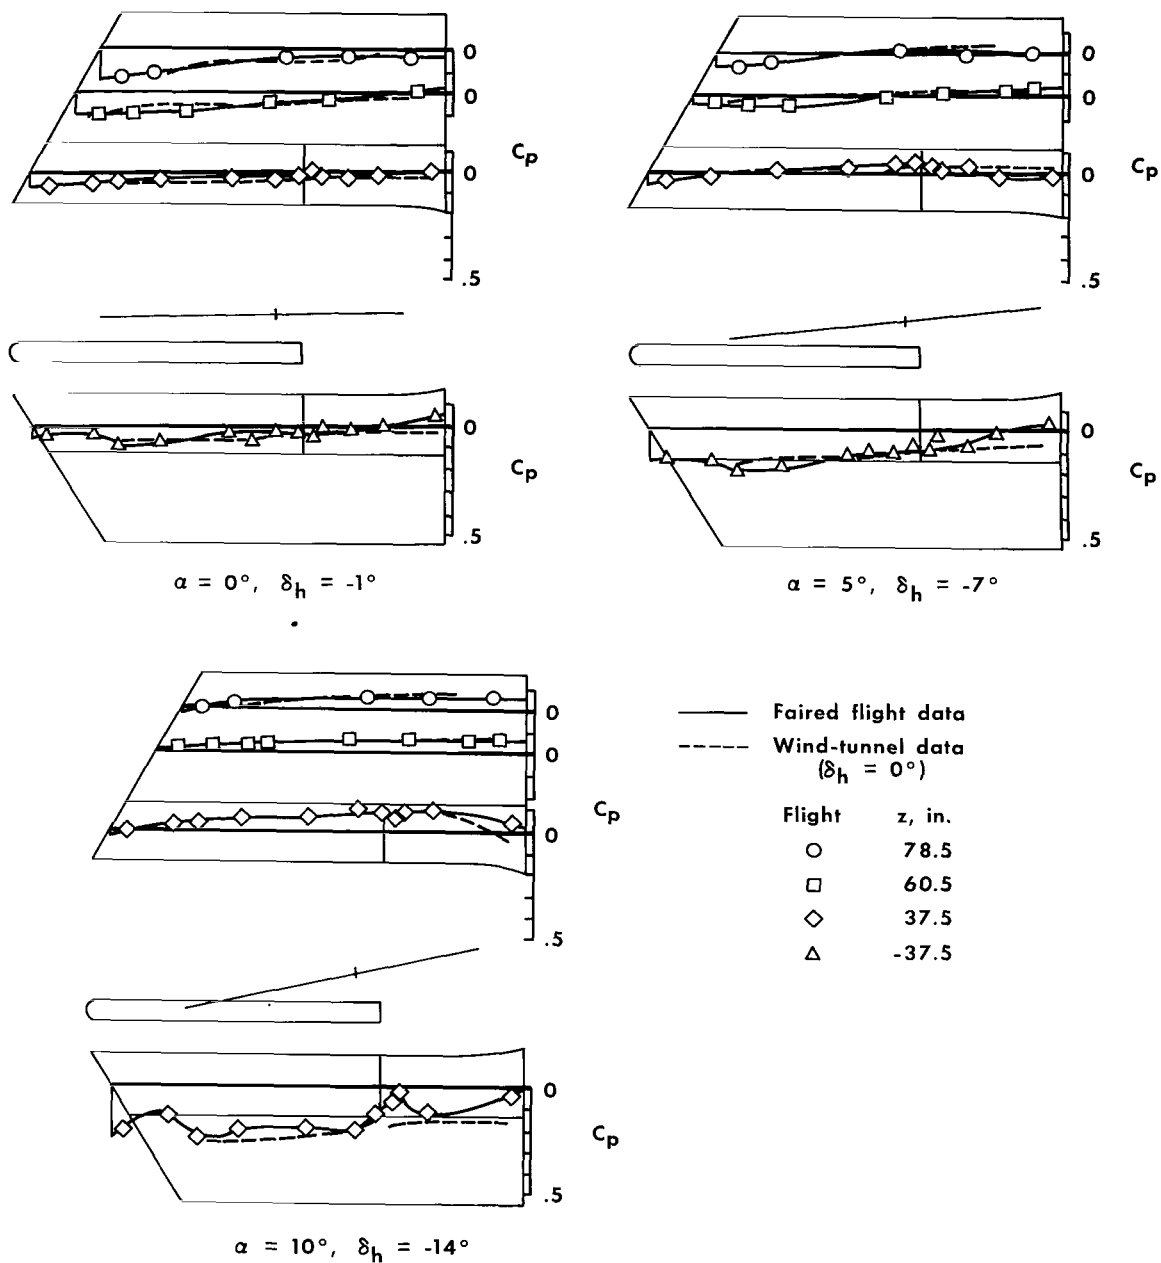 0
0
Cp
0
.5
0
Cp
.5
α = 0°, δh = -1°
0
0
Cp
0
.5
0
Cp
.5
α = 5°, δh = -7°
0
0
Cp
0
.5
0
Cp
.5
α = 10°, δh = -14°
Faired flight data
Wind-tunnel data
(δh = 0°)
Flight z, in.
78.5
60.5
37.5
-37.5